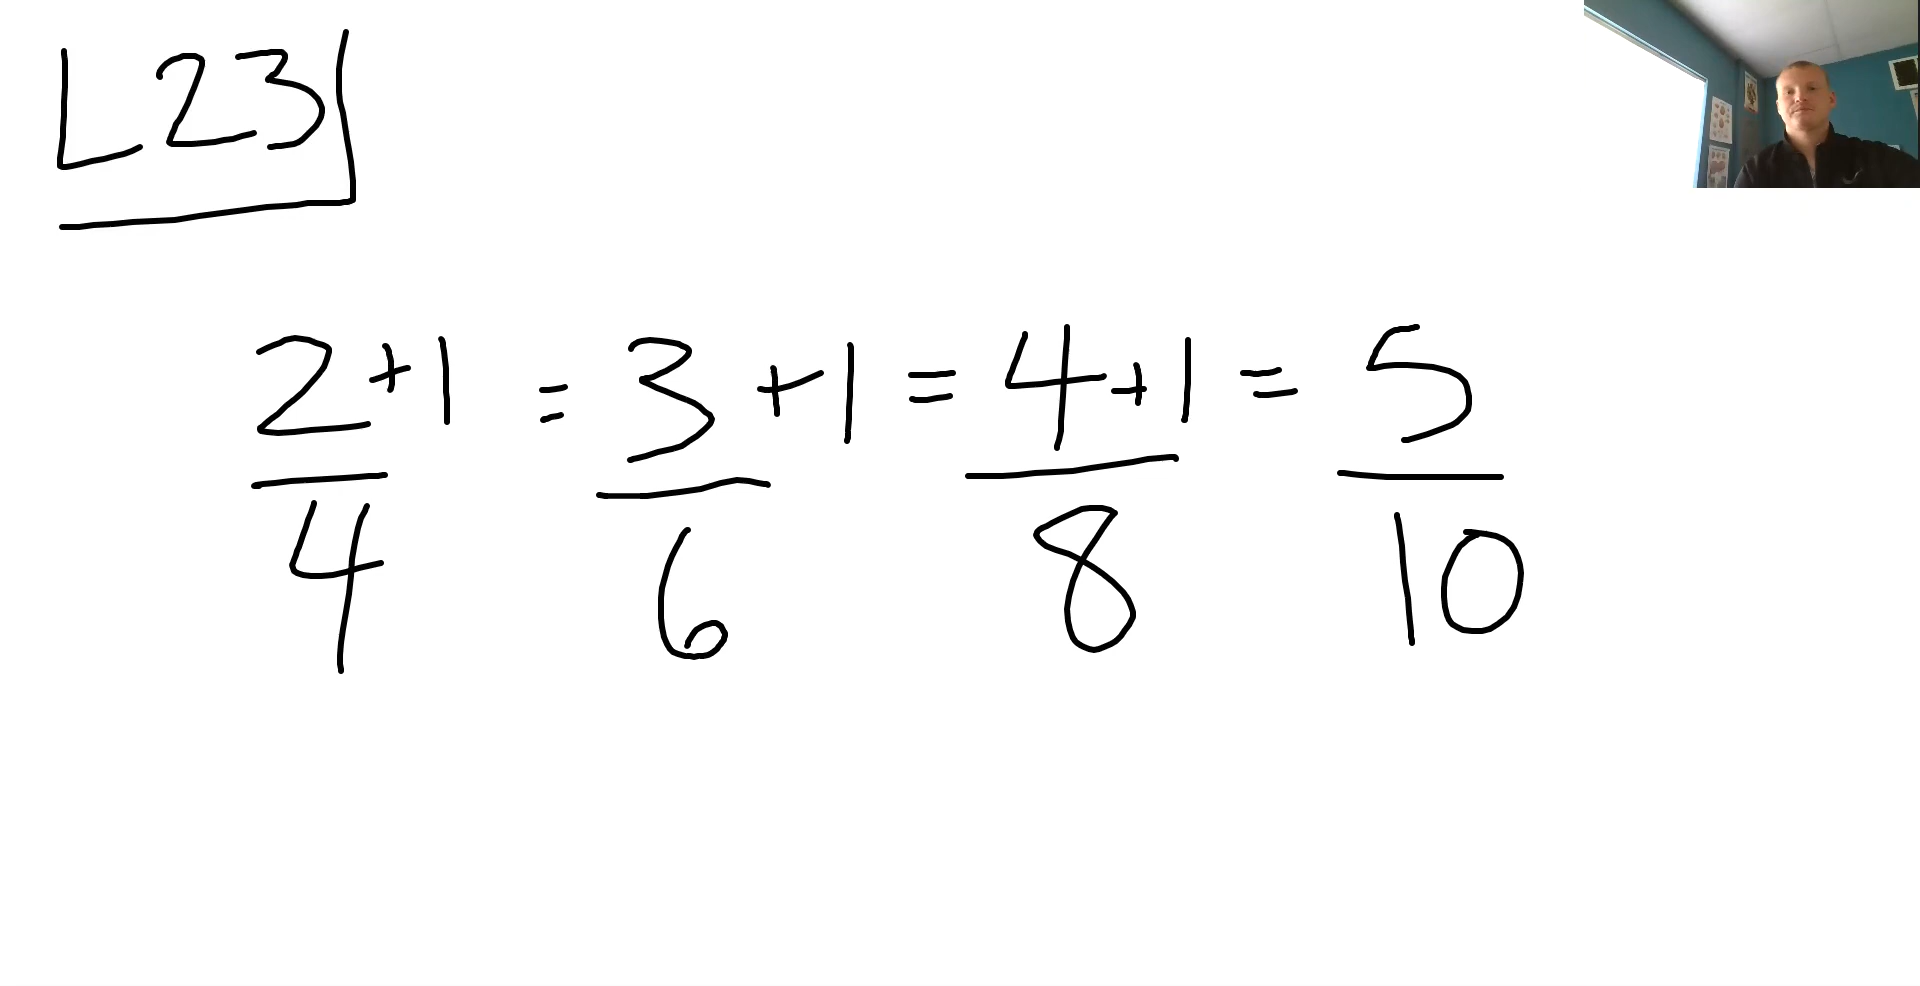 L23
2+1 = 3+1 = 4+1 = 5
4 6 8 10